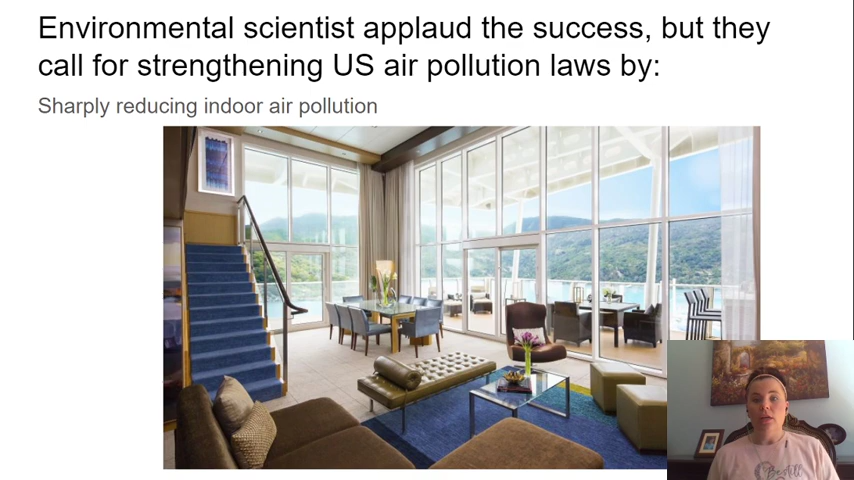 Environmental scientist applaud the success, but they
call for strengthening US air pollution laws by:
Sharply reducing indoor air pollution